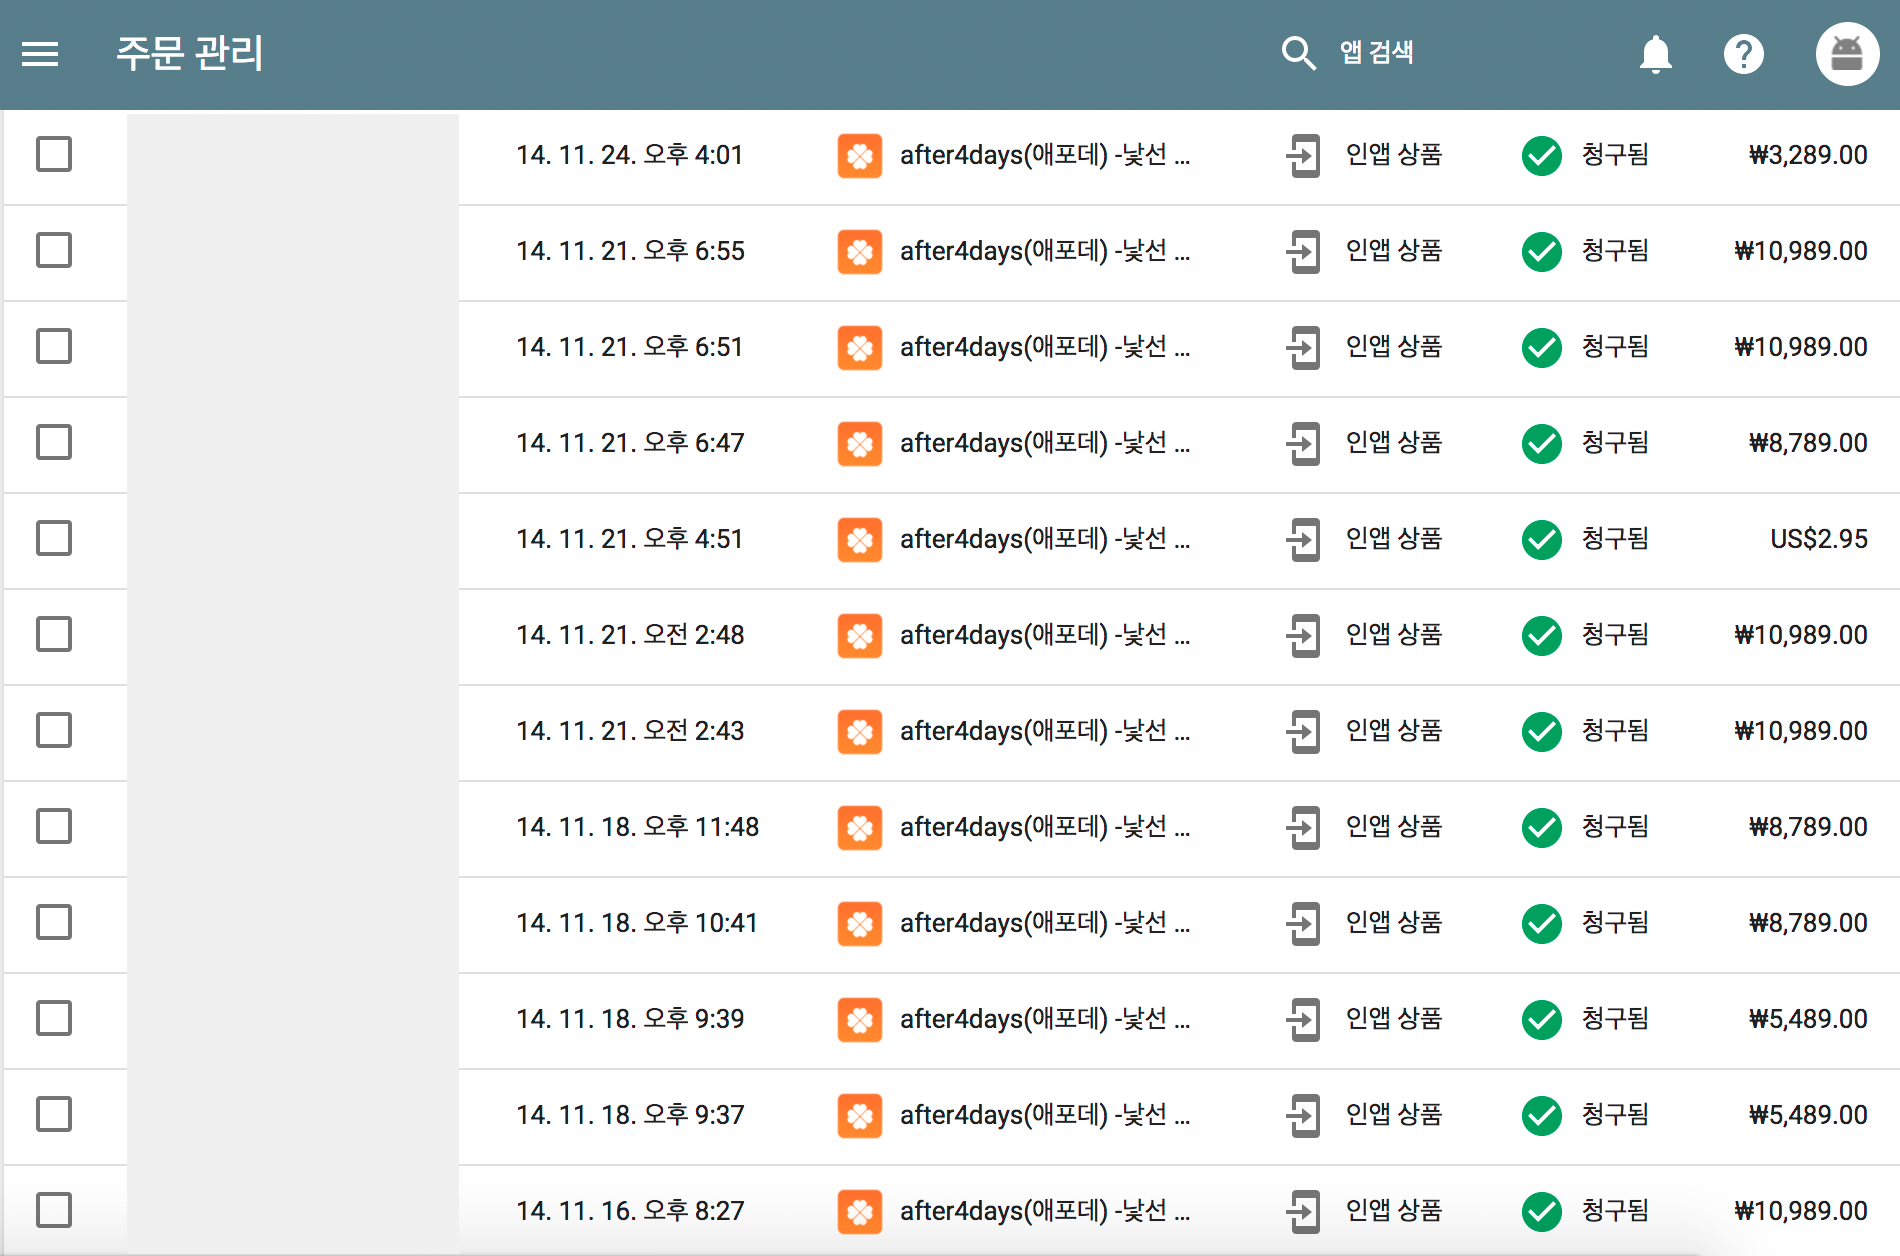 주문 관리 앱 검색
14. 11. 24. 오후 4:01 after4days(애포데) -낯선 ... 인앱 상품 청구됨 ₩3,289.00
14. 11. 21. 오후 6:55 after4days(애포데) -낯선 ... 인앱 상품 청구됨 ₩10,989.00
14. 11. 21. 오후 6:51 after4days(애포데) -낯선 ... 인앱 상품 청구됨 ₩10,989.00
14. 11. 21. 오후 6:47 after4days(애포데) -낯선 ... 인앱 상품 청구됨 ₩8,789.00
14. 11. 21. 오후 4:51 after4days(애포데) -낯선 ... 인앱 상품 청구됨 US$2.95
14. 11. 21. 오전 2:48 after4days(애포데) -낯선 ... 인앱 상품 청구됨 ₩10,989.00
14. 11. 21. 오전 2:43 after4days(애포데) -낯선 ... 인앱 상품 청구됨 ₩10,989.00
14. 11. 18. 오후 11:48 after4days(애포데) -낯선 ... 인앱 상품 청구됨 ₩8,789.00
14. 11. 18. 오후 10:41 after4days(애포데) -낯선 ... 인앱 상품 청구됨 ₩8,789.00
14. 11. 18. 오후 9:39 after4days(애포데) -낯선 ... 인앱 상품 청구됨 ₩5,489.00
14. 11. 18. 오후 9:37 after4days(애포데) -낯선 ... 인앱 상품 청구됨 ₩5,489.00
14. 11. 16. 오후 8:27 after4days(애포데) -낯선 ... 인앱 상품 청구됨 ₩10,989.00